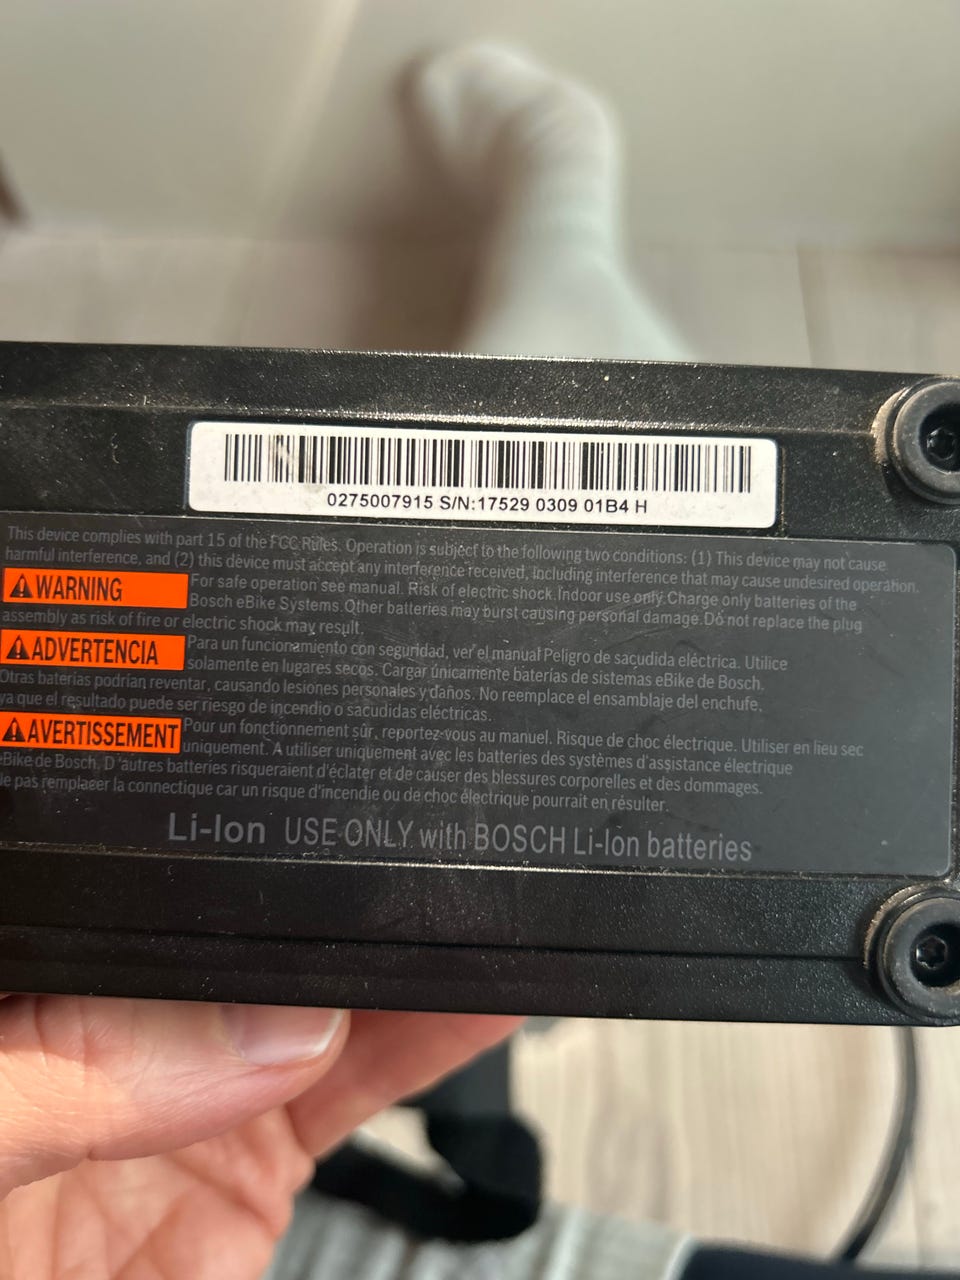 0275007915 S/N:17529 0309 01B4 H
This device complies with part 15 of the FCC Rules. Operation is subject to the following two conditions: (1) This device may not cause
harmful interference, and (2) this device must accept any interference received, including interference that may cause undesired operation.
WARNING For safe operation see manual. Risk of electric shock. Indoor use only. Charge only batteries of the
Bosch eBike Systems. Other batteries may burst causing personal damage. Do not replace the plug
assembly as risk of fire or electric shock may result.
ADVERTENCIA Para un funcionamiento con seguridad, ver el manual Peligro de sacudida eléctrica. Utilice
solamente en lugares secos. Cargar únicamente baterías de sistemas eBike de Bosch.
Otras baterías podrían reventar, causando lesiones personales y daños. No reemplace el ensamblaje del enchufe,
ya que el resultado puede ser riesgo de incendio o sacudidas eléctricas.
AVERTISSEMENT Pour un fonctionnement sûr, reportez-vous au manuel. Risque de choc électrique. Utiliser en lieu sec
uniquement. A utiliser uniquement avec les batteries des systèmes d'assistance électrique
eBike de Bosch. D'autres batteries risqueraient d'éclater et de causer des blessures corporelles et des dommages.
Ne pas remplacer la connectique car un risque d'incendie ou de choc électrique pourrait en résulter.
Li-Ion USE ONLY with BOSCH Li-Ion batteries